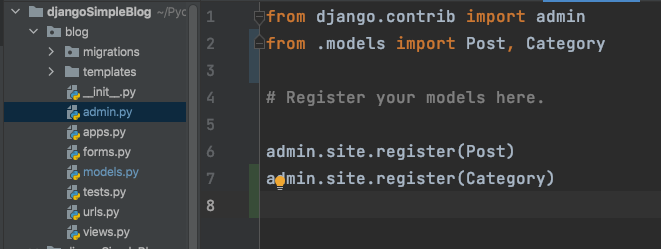 djangoSimpleBlog ~/Pyc
blog
migrations
templates
__init__.py
admin.py
apps.py
forms.py
models.py
tests.py
urls.py
views.py
1 from django.contrib import admin
2 from .models import Post, Category
3
4 # Register your models here.
5
6 admin.site.register(Post)
7 admin.site.register(Category)
8